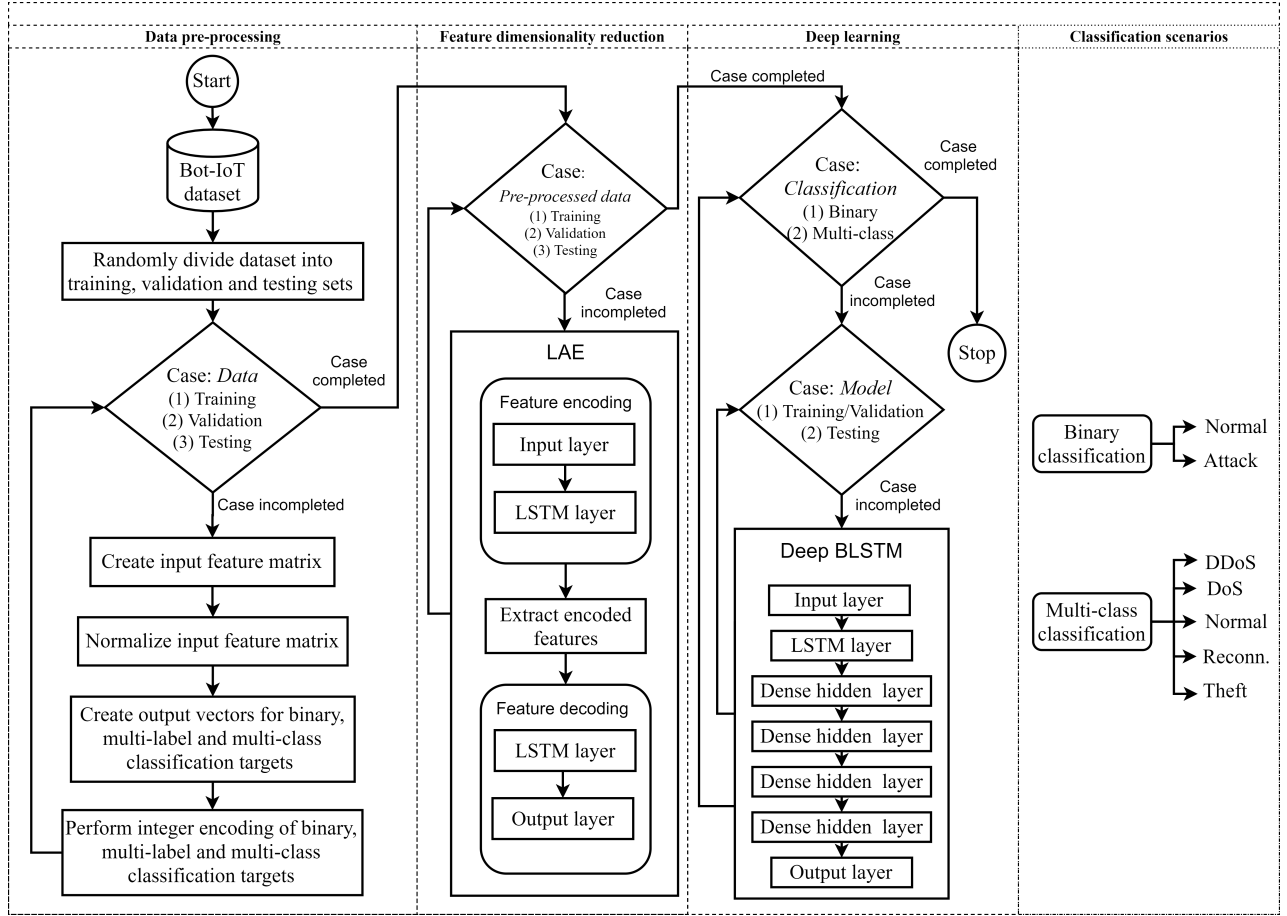 Data pre-processing
Feature dimensionality reduction
Deep learning
Classification scenarios
Start
Bot-IoT
dataset
Randomly divide dataset into
training, validation and testing sets
Case: Data
(1) Training
(2) Validation
(3) Testing
Case
completed
Case incompleted
Create input feature matrix
Normalize input feature matrix
Create output vectors for binary,
multi-label and multi-class
classification targets
Perform integer encoding of binary,
multi-label and multi-class
classification targets
Case:
Pre-processed data
(1) Training
(2) Validation
(3) Testing
Case completed
Case
incompleted
LAE
Feature encoding
Input layer
LSTM layer
Extract encoded
features
Feature decoding
LSTM layer
Output layer
Case:
Classification
(1) Binary
(2) Multi-class
Case
completed
Case
incompleted
Stop
Case: Model
(1) Training/Validation
(2) Testing
Case
incompleted
Deep BLSTM
Input layer
LSTM layer
Dense hidden layer
Dense hidden layer
Dense hidden layer
Dense hidden layer
Output layer
Binary
classification
Normal
Attack
Multi-class
classification
DDoS
DoS
Normal
Reconn.
Theft